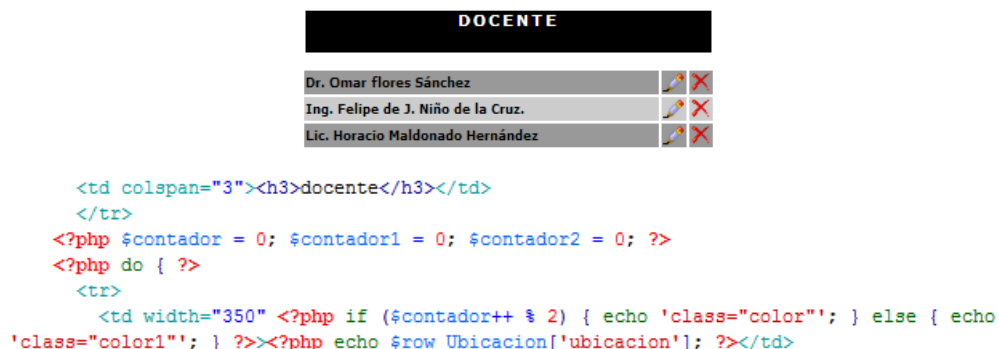 DOCENTE
Dr. Omar flores Sánchez
Ing. Felipe de J. Niño de la Cruz.
Lic. Horacio Maldonado Hernández
<td colspan="3"><h3>docente</h3></td>
</tr>
<?php $contador = 0; $contador1 = 0; $contador2 = 0; ?>
<?php do { ?>
<tr>
<td width="350" <?php if ($contador++ % 2) { echo 'class="color"'; } else { echo
'class="color1"'; } ?>><?php echo $row_Ubicacion['ubicacion']; ?></td>